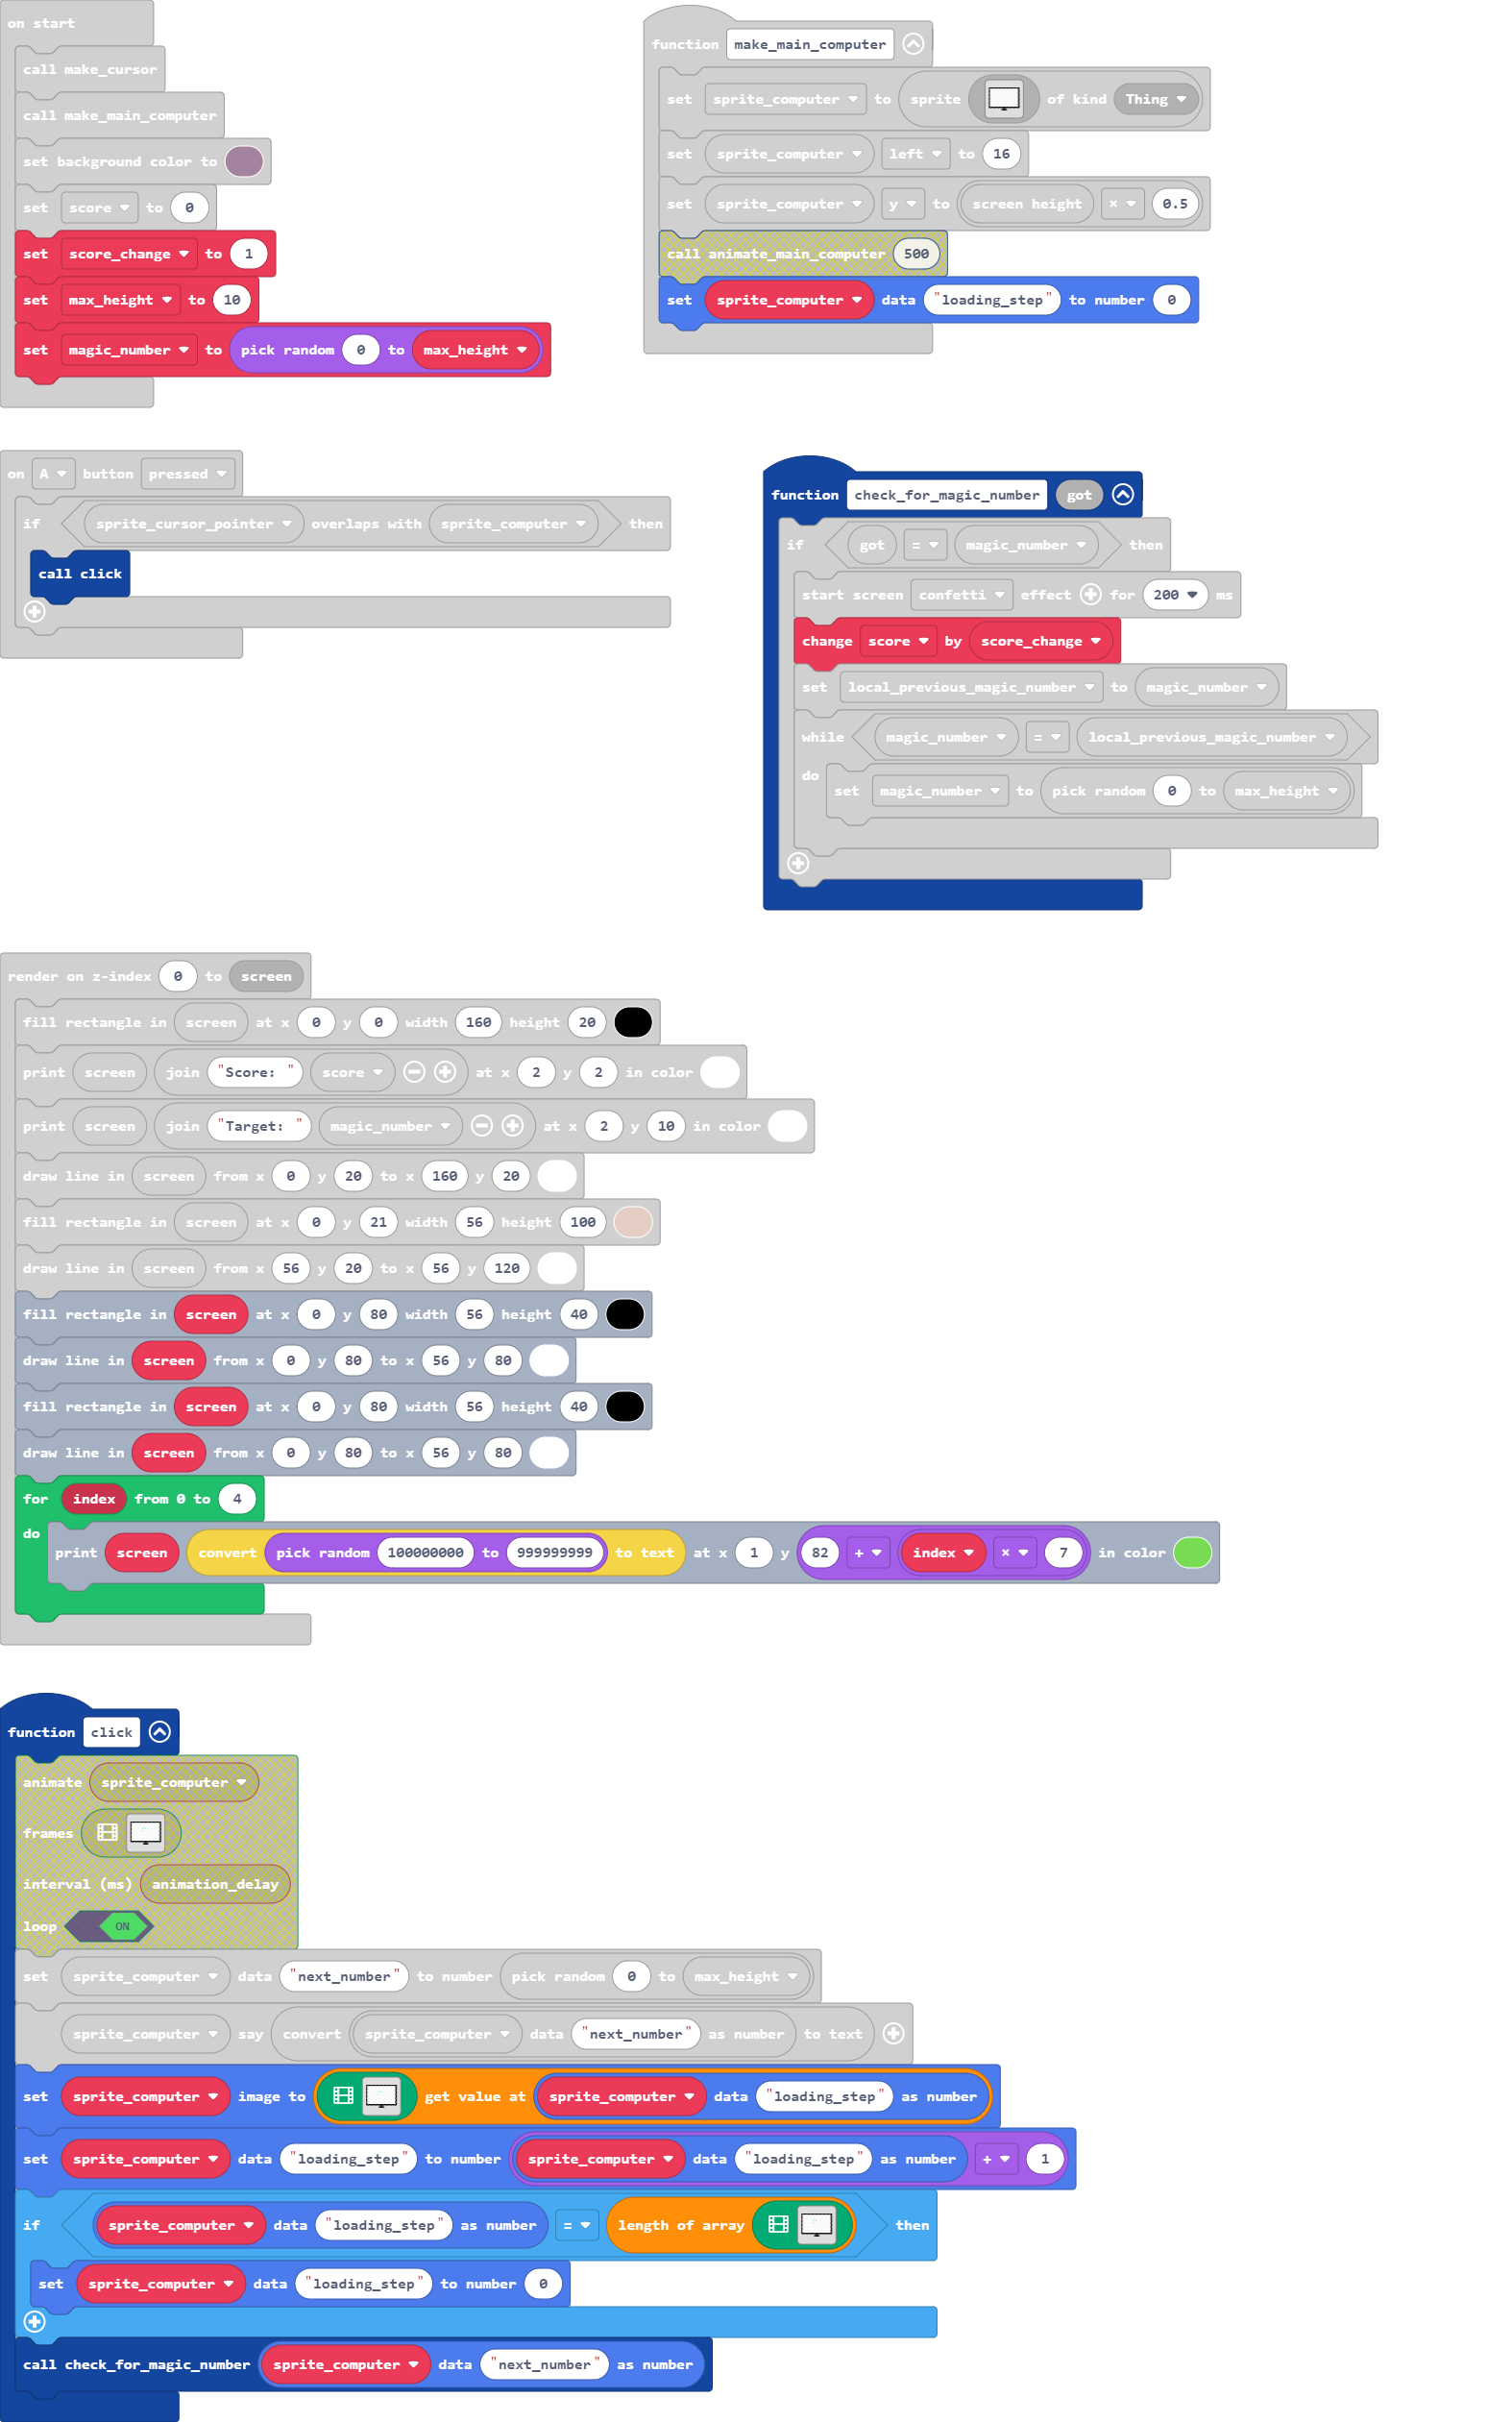 on start
call make_cursor
call make_main_computer
set background color to
set score to 0
set score_change to 1
set max_height to 10
set magic_number to pick random 0 to max_height
function make_main_computer
set sprite_computer to sprite of kind Thing
set sprite_computer left to 16
set sprite_computer y to screen height × 0.5
call animate_main_computer 500
set sprite_computer data "loading_step" to number 0
on A button pressed
if sprite_cursor_pointer overlaps with sprite_computer then
call click
function check_for_magic_number got
if got = magic_number then
start screen confetti effect for 200 ms
change score by score_change
set local_previous_magic_number to magic_number
while magic_number = local_previous_magic_number
do set magic_number to pick random 0 to max_height
render on z-index 0 to screen
fill rectangle in screen at x 0 y 0 width 160 height 20
print screen join "Score: " score at x 2 y 2 in color
print screen join "Target: " magic_number at x 2 y 10 in color
draw line in screen from x 0 y 20 to x 160 y 20
fill rectangle in screen at x 0 y 21 width 56 height 100
draw line in screen from x 56 y 20 to x 56 y 120
fill rectangle in screen at x 0 y 80 width 56 height 40
draw line in screen from x 0 y 80 to x 56 y 80
fill rectangle in screen at x 0 y 80 width 56 height 40
draw line in screen from x 0 y 80 to x 56 y 80
for index from 0 to 4
do print screen convert pick random 100000000 to 999999999 to text at x 1 y 82 + index × 7 in color
function click
animate sprite_computer
frames
interval (ms) animation_delay
loop ON
set sprite_computer data "next_number" to number pick random 0 to max_height
sprite_computer say convert sprite_computer data "next_number" as number to text
set sprite_computer image to get value at sprite_computer data "loading_step" as number
set sprite_computer data "loading_step" to number sprite_computer data "loading_step" as number + 1
if sprite_computer data "loading_step" as number = length of array then
set sprite_computer data "loading_step" to number 0
call check_for_magic_number sprite_computer data "next_number" as number